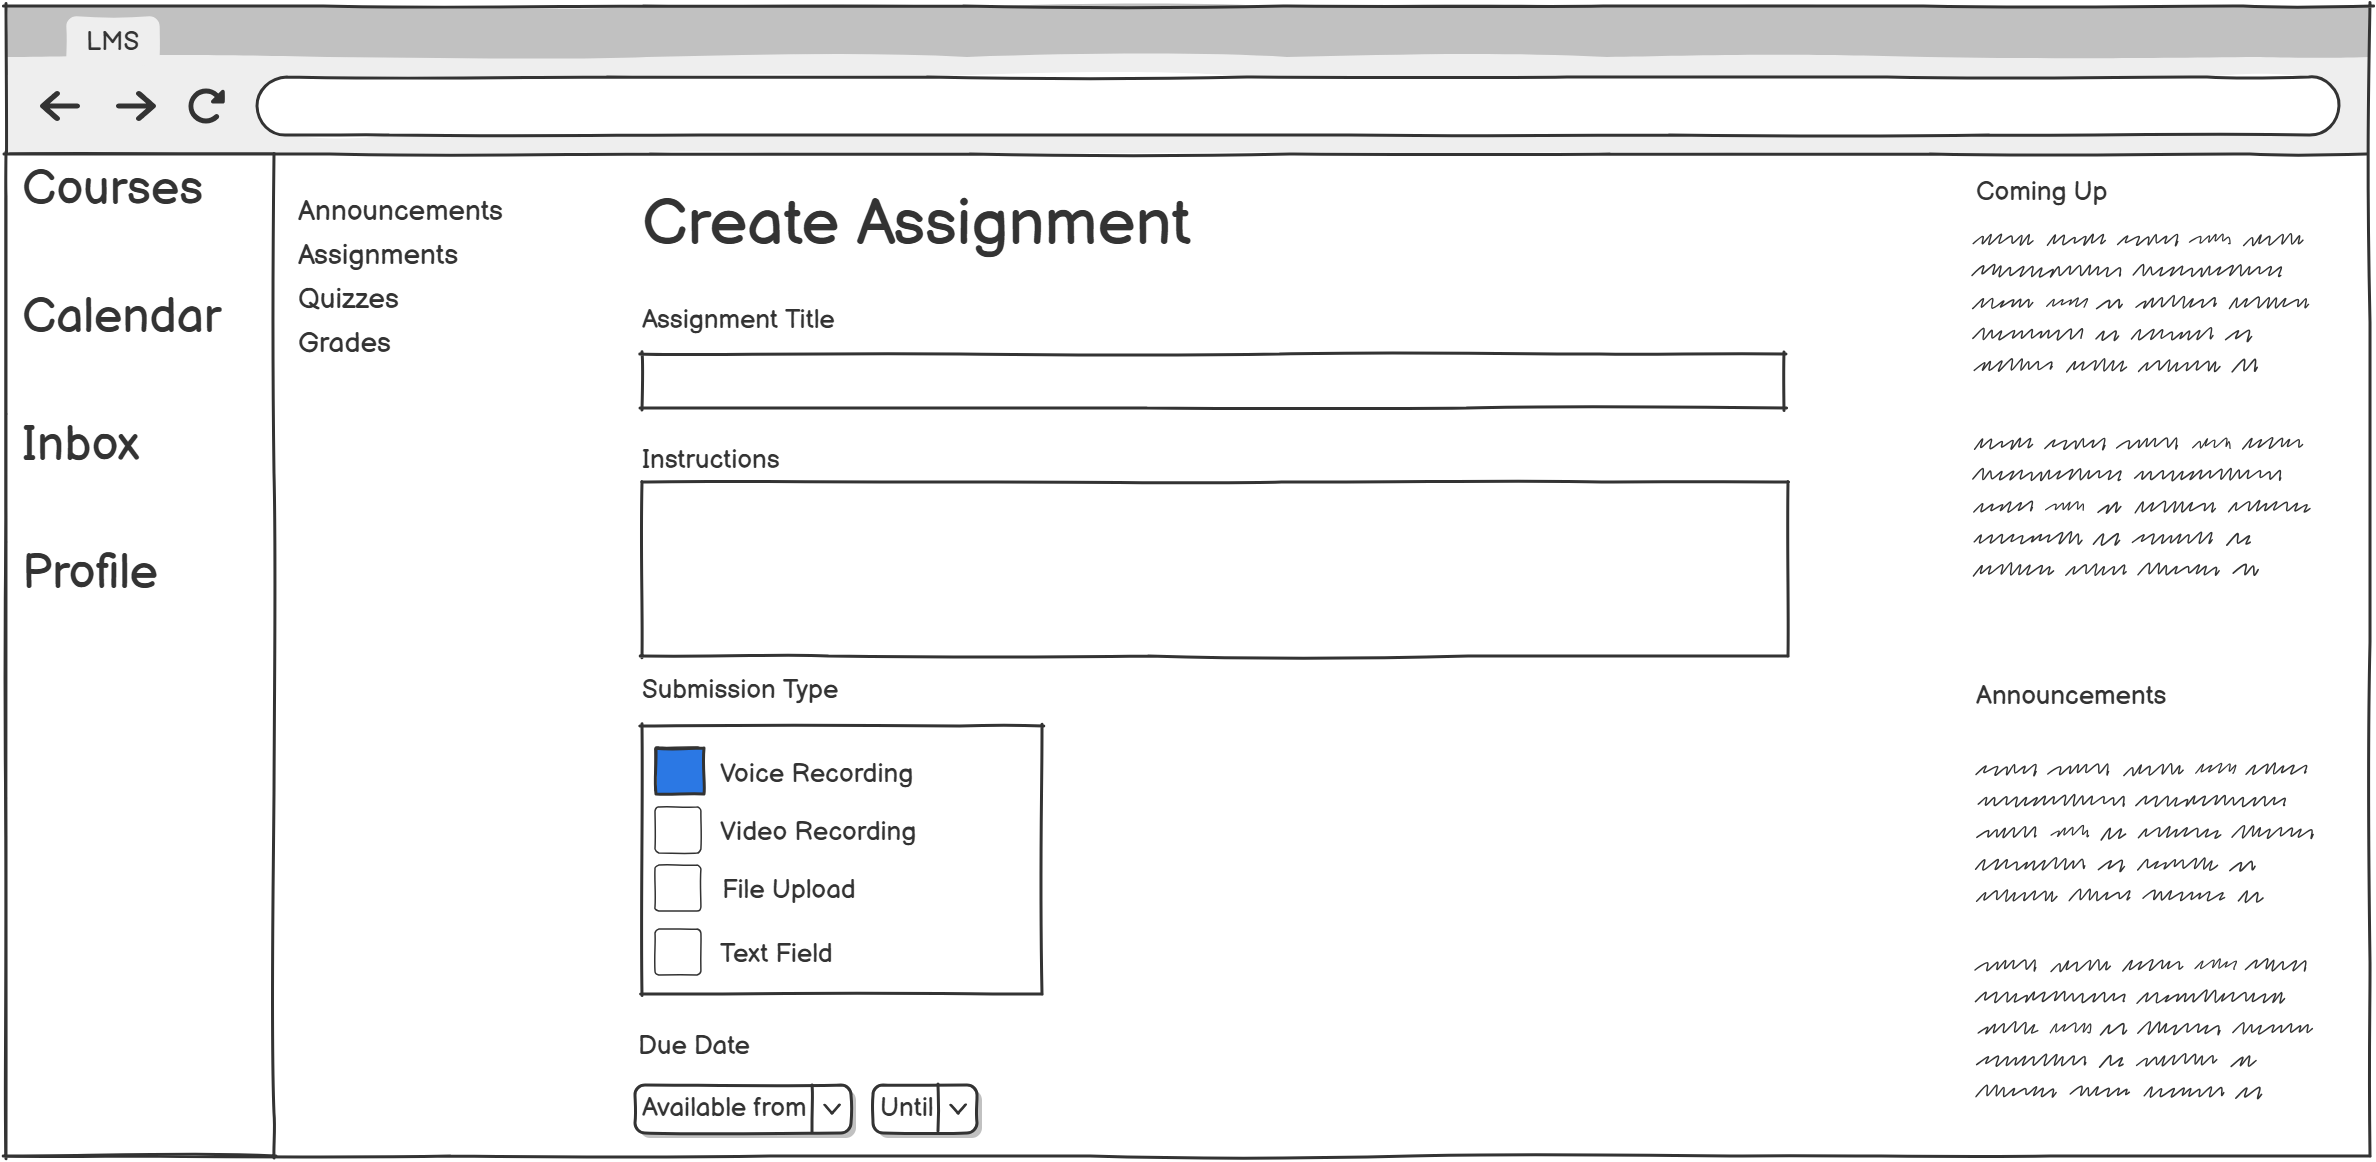 LMS
Courses
Calendar
Inbox
Profile
Announcements
Assignments
Quizzes
Grades
Create Assignment
Assignment Title
Instructions
Submission Type
Voice Recording
Video Recording
File Upload
Text Field
Due Date
Available from
Until
Coming Up
Announcements